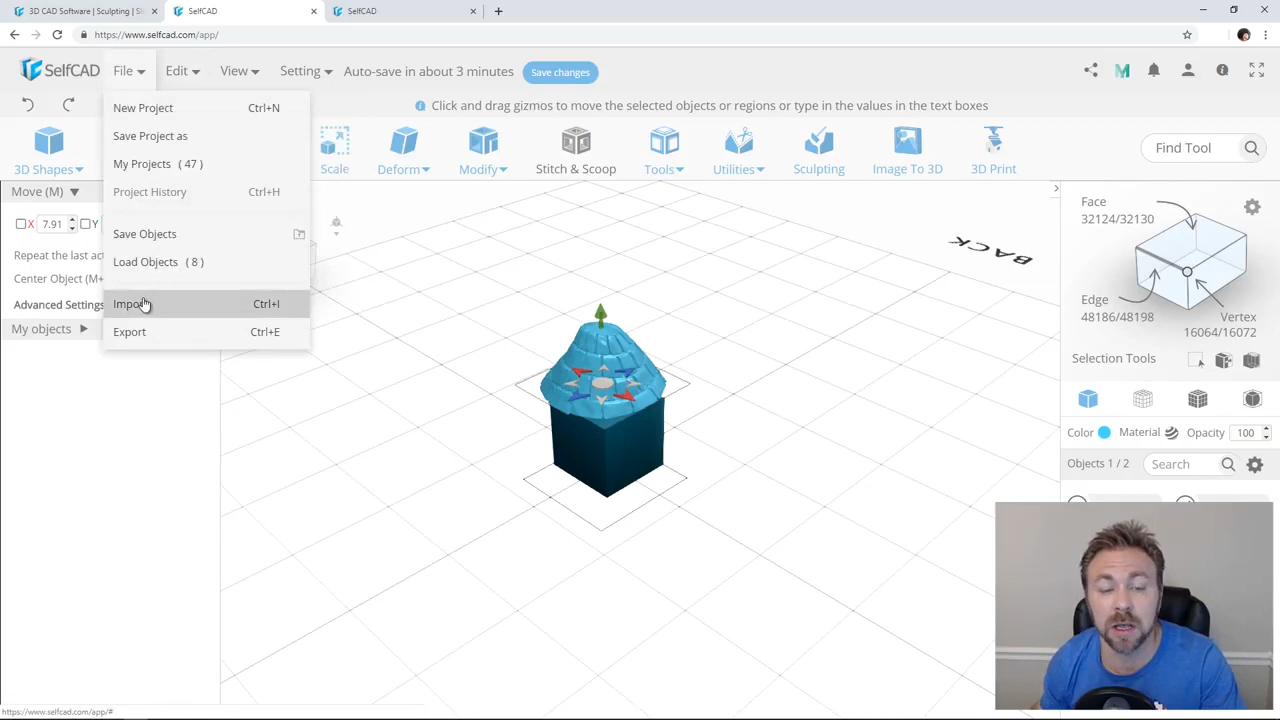 3D CAD Software | Sculpting | Sl
SelfCAD
SelfCAD
https://www.selfcad.com/app/
SelfCAD
File
Edit
View
Setting
Auto-save in about 3 minutes
Save changes
Click and drag gizmos to move the selected objects or regions or type in the values in the text boxes
New Project Ctrl+N
Save Project as
My Projects ( 47 )
Project History Ctrl+H
Save Objects
Load Objects ( 8 )
Import Ctrl+I
Export Ctrl+E
3D Shapes
Scale
Deform
Modify
Stitch & Scoop
Tools
Utilities
Sculpting
Image To 3D
3D Print
Find Tool
Move (M)
X 7.91 Y
Repeat the last ac
Center Object (M+
Advanced Settings
My objects
BACK
Face
32124/32130
Edge
48186/48198
Vertex
16064/16072
Selection Tools
Color Material Opacity 100
Objects 1 / 2 Search
https://www.selfcad.com/app/#